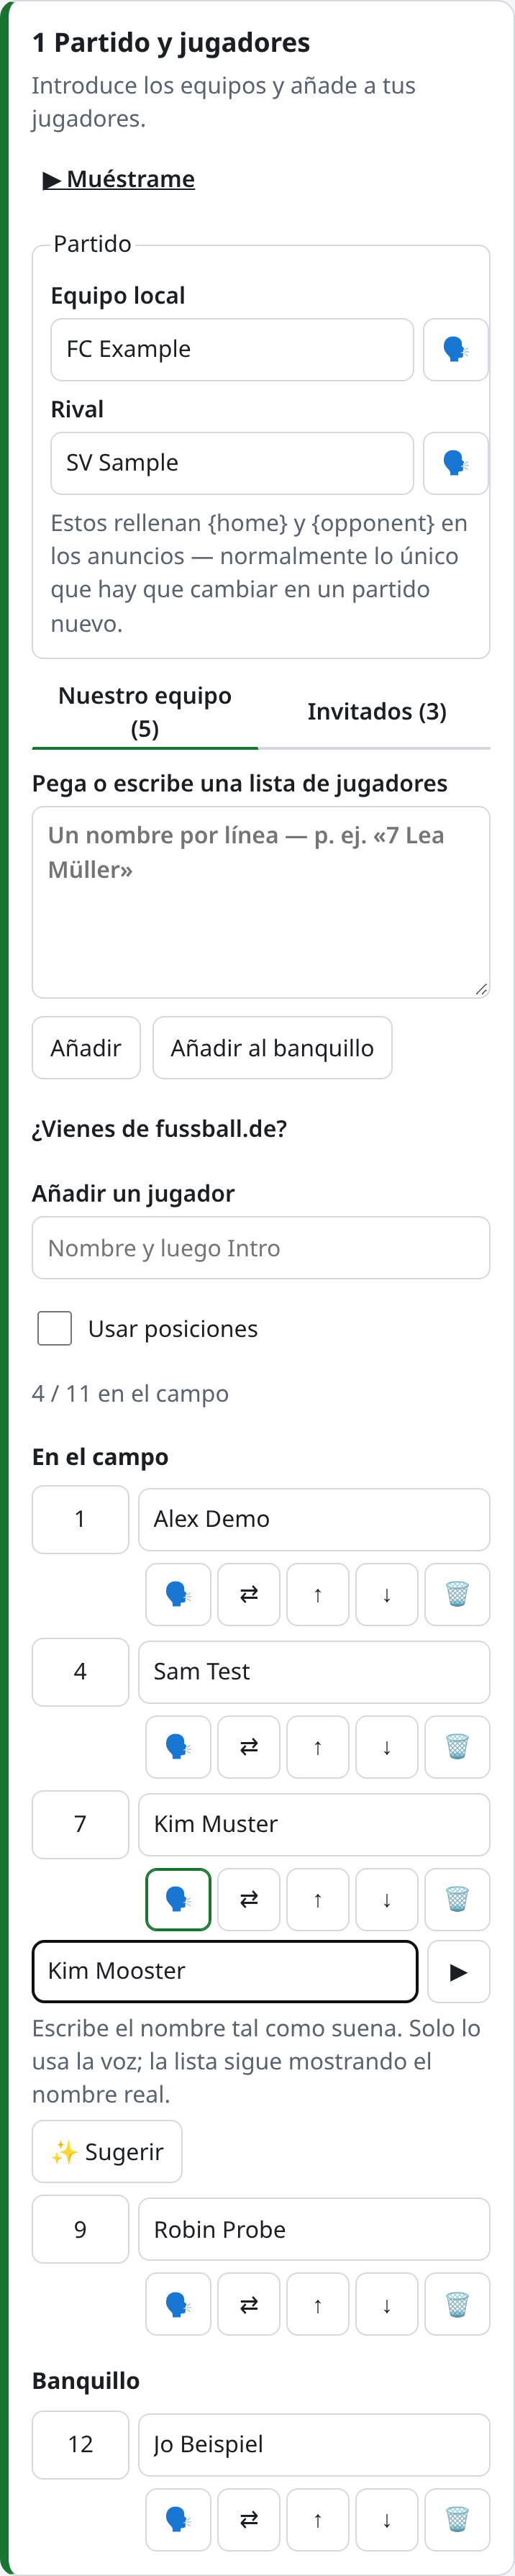 1 Partido y jugadores
Introduce los equipos y añade a tus
jugadores.
▶ Muéstrame
Partido
Equipo local
FC Example
Rival
SV Sample
Estos rellenan {home} y {opponent} en
los anuncios — normalmente lo único
que hay que cambiar en un partido
nuevo.
Nuestro equipo
(5)
Invitados (3)
Pega o escribe una lista de jugadores
Un nombre por línea — p. ej. «7 Lea
Müller»
Añadir
Añadir al banquillo
¿Vienes de fussball.de?
Añadir un jugador
Nombre y luego Intro
Usar posiciones
4 / 11 en el campo
En el campo
1 Alex Demo
🗣️ ⇄ ↑ ↓ 🗑️
4 Sam Test
🗣️ ⇄ ↑ ↓ 🗑️
7 Kim Muster
🗣️ ⇄ ↑ ↓ 🗑️
Kim Mooster ▶
Escribe el nombre tal como suena. Solo lo
usa la voz; la lista sigue mostrando el
nombre real.
✨ Sugerir
9 Robin Probe
🗣️ ⇄ ↑ ↓ 🗑️
Banquillo
12 Jo Beispiel
🗣️ ⇄ ↑ ↓ 🗑️